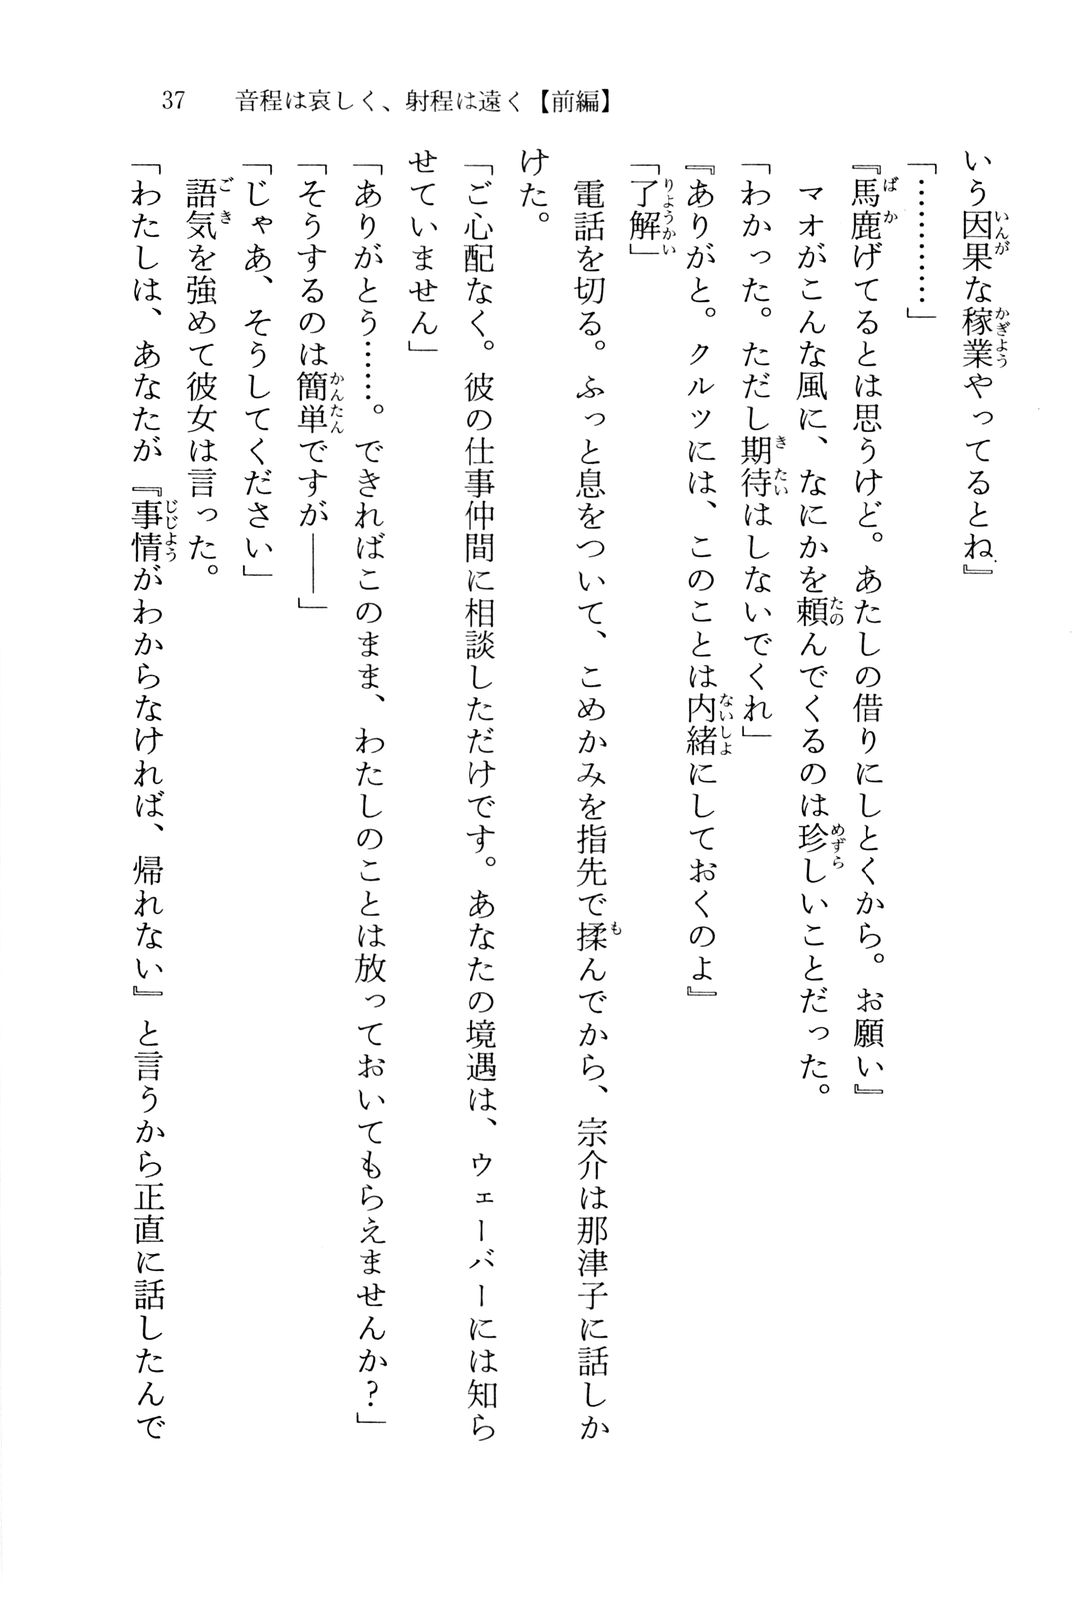 37 音程は哀しく、射程は遠く【前編】
いう因果な稼業やってるとね』
「…………」
『馬鹿げてるとは思うけど。あたしの借りにしとくから。お願い』
マオがこんな風に、なにかを頼んでくるのは珍しいことだった。
「わかった。ただし期待はしないでくれ」
『ありがと。クルツには、このことは内緒にしておくのよ』
「了解」
電話を切る。ふっと息をついて、こめかみを指先で揉んでから、宗介は那津子に話しか
けた。
「ご心配なく。彼の仕事仲間に相談しただけです。あなたの境遇は、ウェーバーには知ら
せていません」
「ありがとう……。できればこのまま、わたしのことは放っておいてもらえませんか？」
「そうするのは簡単ですが――」
「じゃあ、そうしてください」
語気を強めて彼女は言った。
「わたしは、あなたが『事情がわからなければ、帰れない』と言うから正直に話したんで